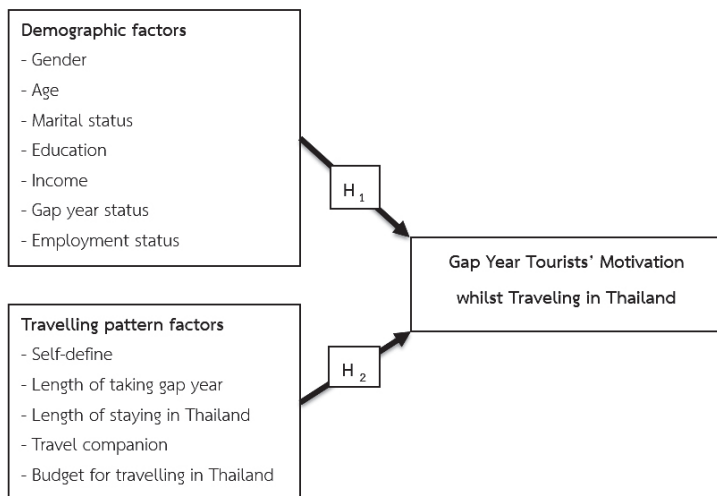 Demographic factors
- Gender
- Age
- Marital status
- Education
- Income
- Gap year status
- Employment status
H 1
Gap Year Tourists' Motivation
whilst Traveling in Thailand
Travelling pattern factors
- Self-define
- Length of taking gap year
- Length of staying in Thailand
- Travel companion
- Budget for travelling in Thailand
H 2